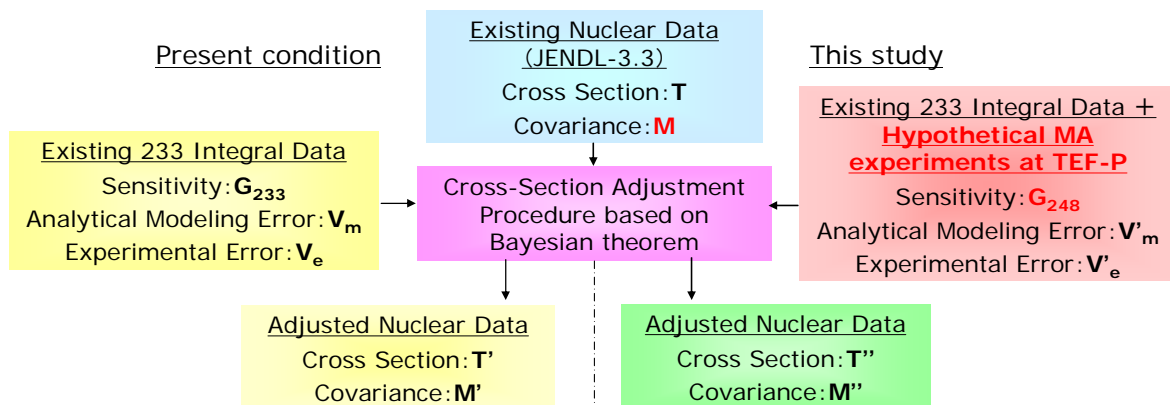 Present condition
Existing Nuclear Data
(JENDL-3.3)
Cross Section:T
Covariance:M
This study
Existing 233 Integral Data
Sensitivity:G233
Analytical Modeling Error:Vm
Experimental Error:Ve
Cross-Section Adjustment
Procedure based on
Bayesian theorem
Existing 233 Integral Data +
Hypothetical MA
experiments at TEF-P
Sensitivity:G248
Analytical Modeling Error:V'm
Experimental Error:V'e
Adjusted Nuclear Data
Cross Section:T'
Covariance:M'
Adjusted Nuclear Data
Cross Section:T''
Covariance:M''